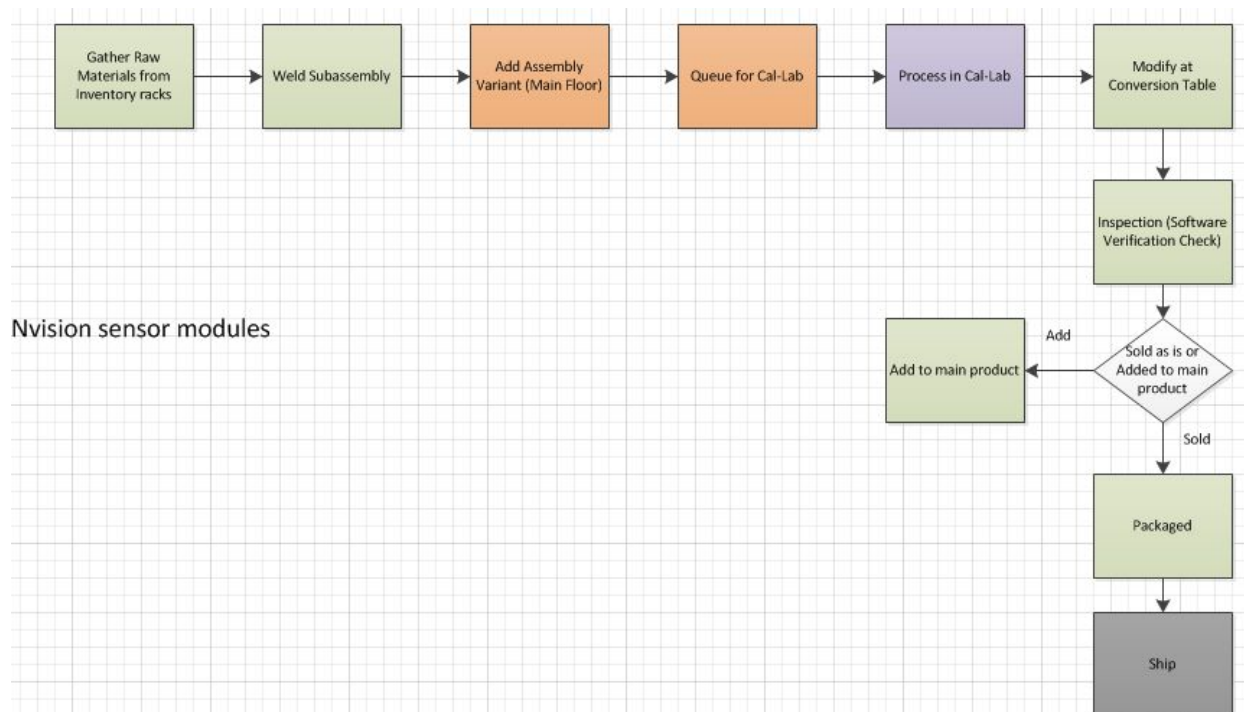 Gather Raw
Materials from
Inventory racks
Weld Subassembly
Add Assembly
Variant (Main Floor)
Queue for Cal-Lab
Process in Cal-Lab
Modify at
Conversion Table
Inspection (Software
Verification Check)
Nvision sensor modules
Add to main product
Add
Sold as is or
Added to main
product
Sold
Packaged
Ship